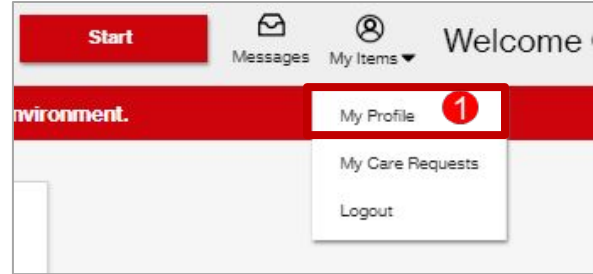 Start
Messages
My Items
Welcome
nvironment.
My Profile
1
My Care Requests
Logout